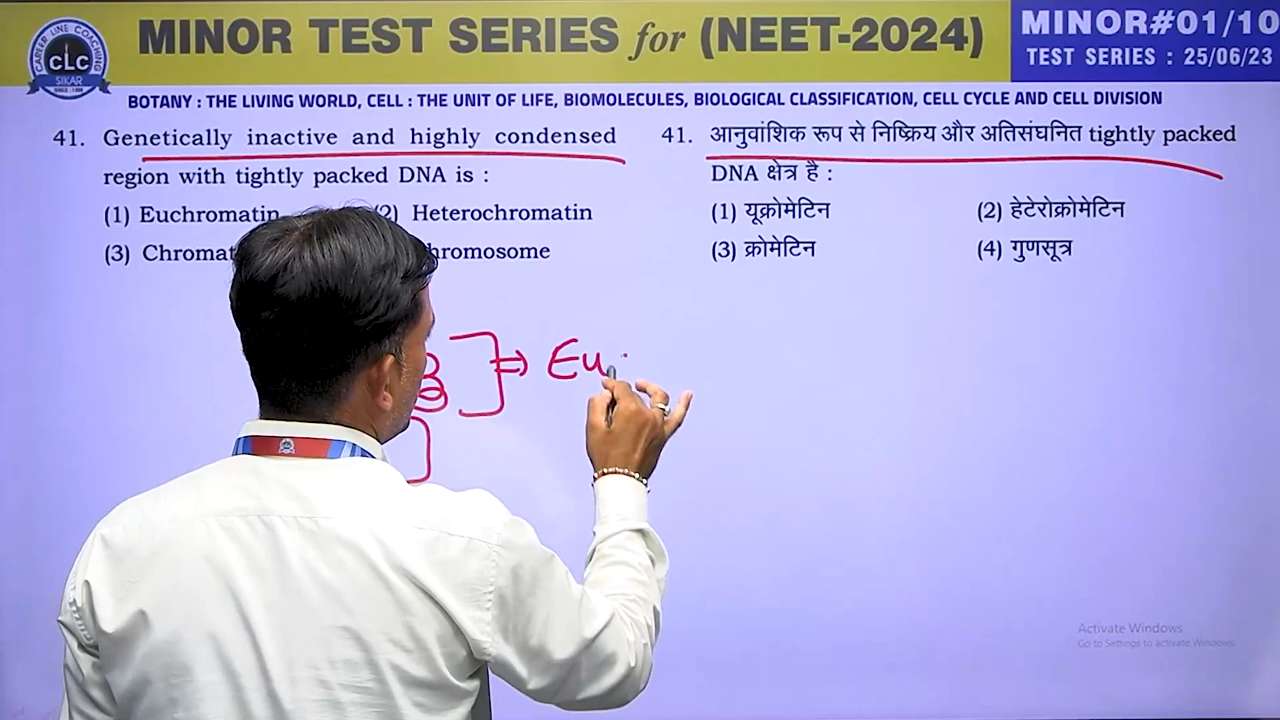 MINOR TEST SERIES for (NEET-2024)
MINOR#01/10
TEST SERIES : 25/06/23
CAREER LINE COACHING
CLC
SIKAR
BOTANY : THE LIVING WORLD, CELL : THE UNIT OF LIFE, BIOMOLECULES, BIOLOGICAL CLASSIFICATION, CELL CYCLE AND CELL DIVISION
41. Genetically inactive and highly condensed
region with tightly packed DNA is :
(1) Euchromatin (2) Heterochromatin
(3)
41. आनुवांशिक रूप से निष्क्रिय और अतिसंघनित tightly packed
DNA क्षेत्र है :
(1) यूक्रोमेटिन (2) हेटेरोक्रोमेटिन
(3) क्रोमेटिन (4) गुणसूत्र
Eu
Activate Windows
Go to Settings to activate Windows.